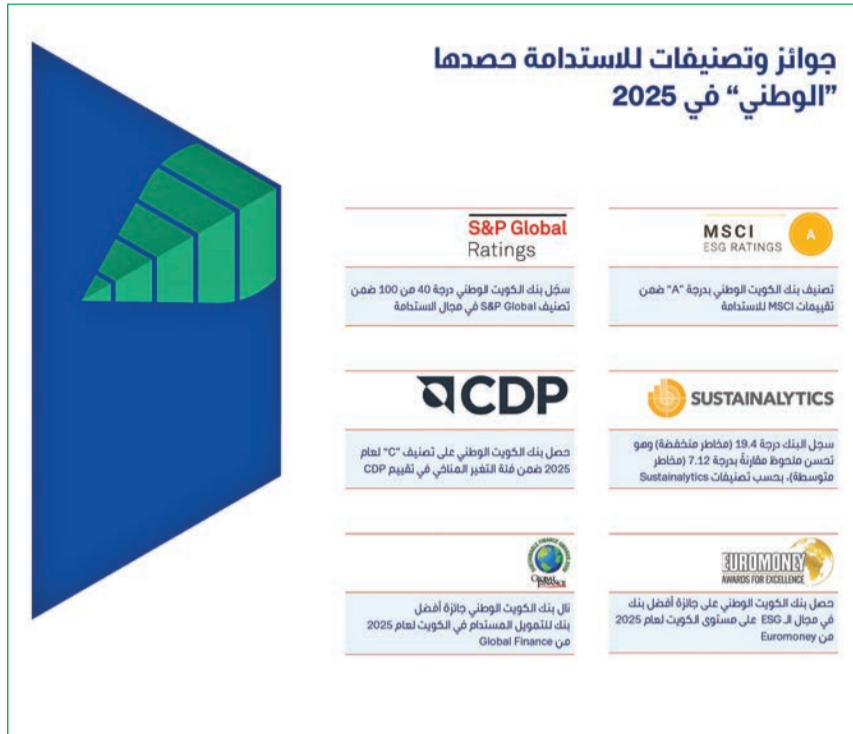 جوائز وتصنيفات للاستدامة حصدها
”الوطني“ في 2025
MSCI
ESG RATINGS
A
تصنيف بنك الكويت الوطني بدرجة "A" ضمن
تقييمات MSCI للاستدامة
S&P Global
Ratings
سجّل بنك الكويت الوطني درجة 40 من 100 ضمن
تصنيف S&P Global في مجال الاستدامة
SUSTAINALYTICS
سجل البنك درجة 19.4 (مخاطر منخفضة) وهو
تحسن ملحوظ مقارنةً بدرجة 7.12 (مخاطر
متوسطة)، بحسب تصنيفات Sustainalytics
CDP
حصل بنك الكويت الوطني على تصنيف "C" لعام
2025 ضمن فئة التغير المناخي في تقييم CDP
EUROMONEY
AWARDS FOR EXCELLENCE
حصل بنك الكويت الوطني على جائزة أفضل بنك
في مجال الـ ESG على مستوى الكويت لعام 2025
من Euromoney
GLOBAL
FINANCE
نال بنك الكويت الوطني جائزة أفضل
بنك للتمويل المستدام في الكويت لعام 2025
من Global Finance